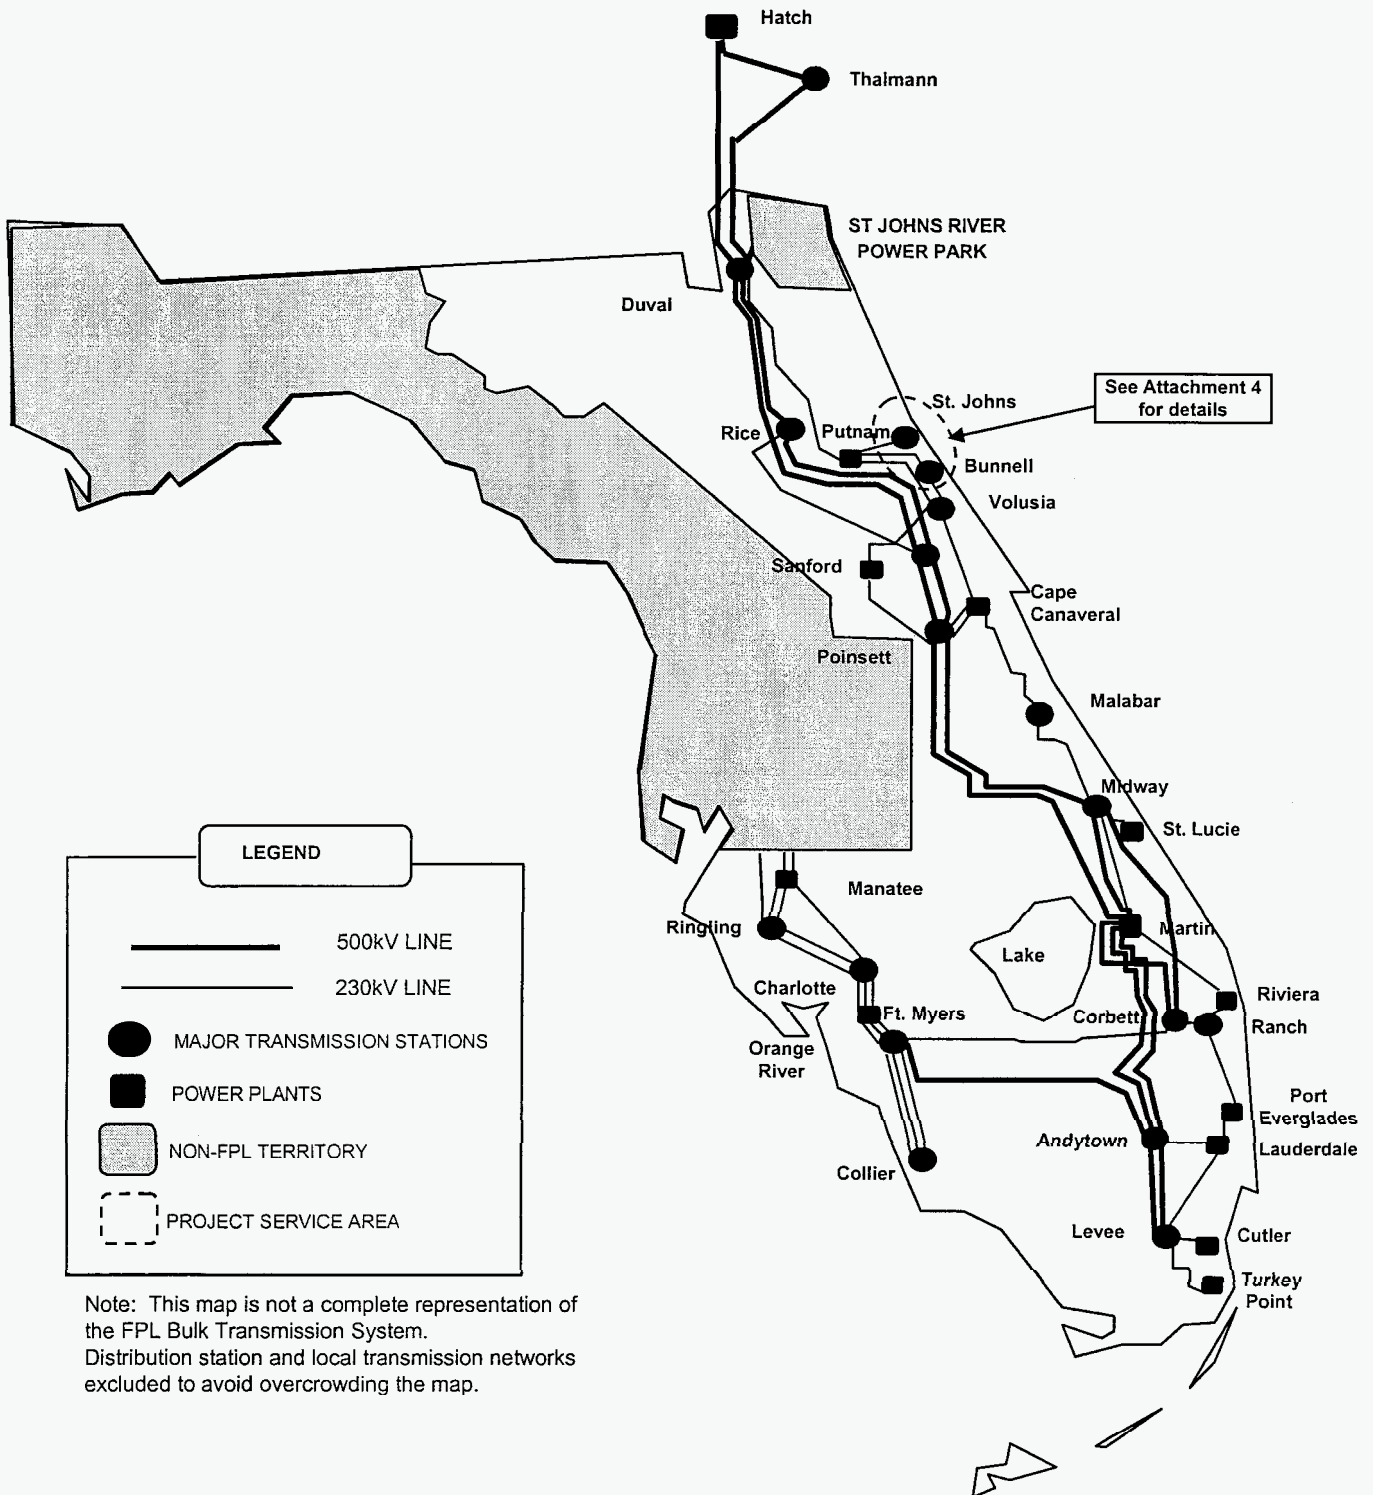 Hatch
Thalmann
ST JOHNS RIVER
POWER PARK
Duval
See Attachment 4
for details
St. Johns
Rice
Putnam
Bunnell
Volusia
Sanford
Cape
Canaveral
Poinsett
Malabar
Midway
St. Lucie
Manatee
Ringling
Martin
Lake
Charlotte
Riviera
Ft. Myers
Corbett
Ranch
Orange
River
Port
Everglades
Andytown
Lauderdale
Collier
Levee
Cutler
Turkey
Point
LEGEND
500kV LINE
230kV LINE
MAJOR TRANSMISSION STATIONS
POWER PLANTS
NON-FPL TERRITORY
PROJECT SERVICE AREA
Note: This map is not a complete representation of
the FPL Bulk Transmission System.
Distribution station and local transmission networks
excluded to avoid overcrowding the map.